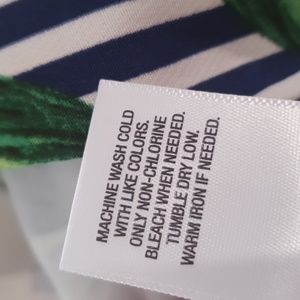 MACHINE WASH COLD
WITH LIKE COLORS.
ONLY NON-CHLORINE
BLEACH WHEN NEEDED.
TUMBLE DRY LOW.
WARM IRON IF NEEDED.